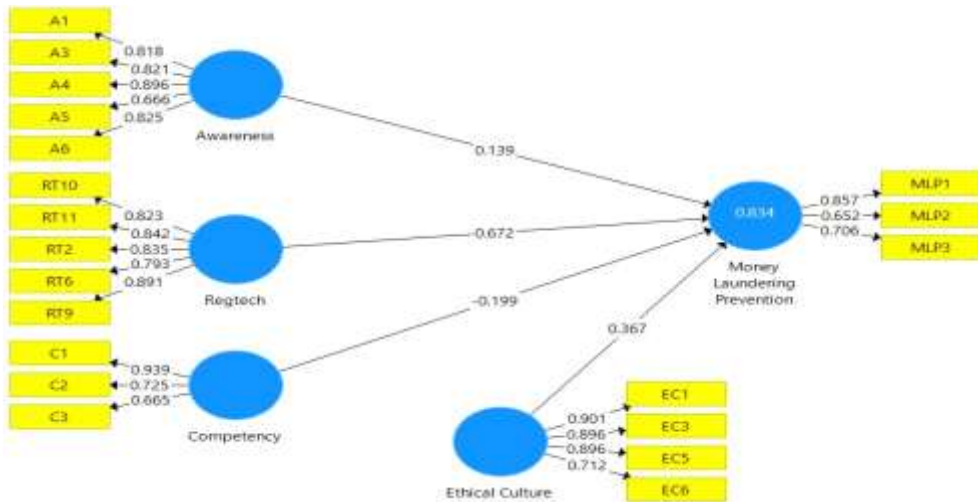 A1
A3
A4
A5
A6
0.818
0.821
0.896
0.666
0.825
Awareness
0.139
RT10
RT11
RT2
RT6
RT9
0.823
0.842
0.835
0.793
0.891
Regtech
0.672
C1
C2
C3
0.939
0.725
0.665
Competency
-0.199
0.834
Money
Laundering
Prevention
0.857
0.652
0.706
MLP1
MLP2
MLP3
0.367
Ethical Culture
0.901
0.896
0.896
0.712
EC1
EC3
EC5
EC6